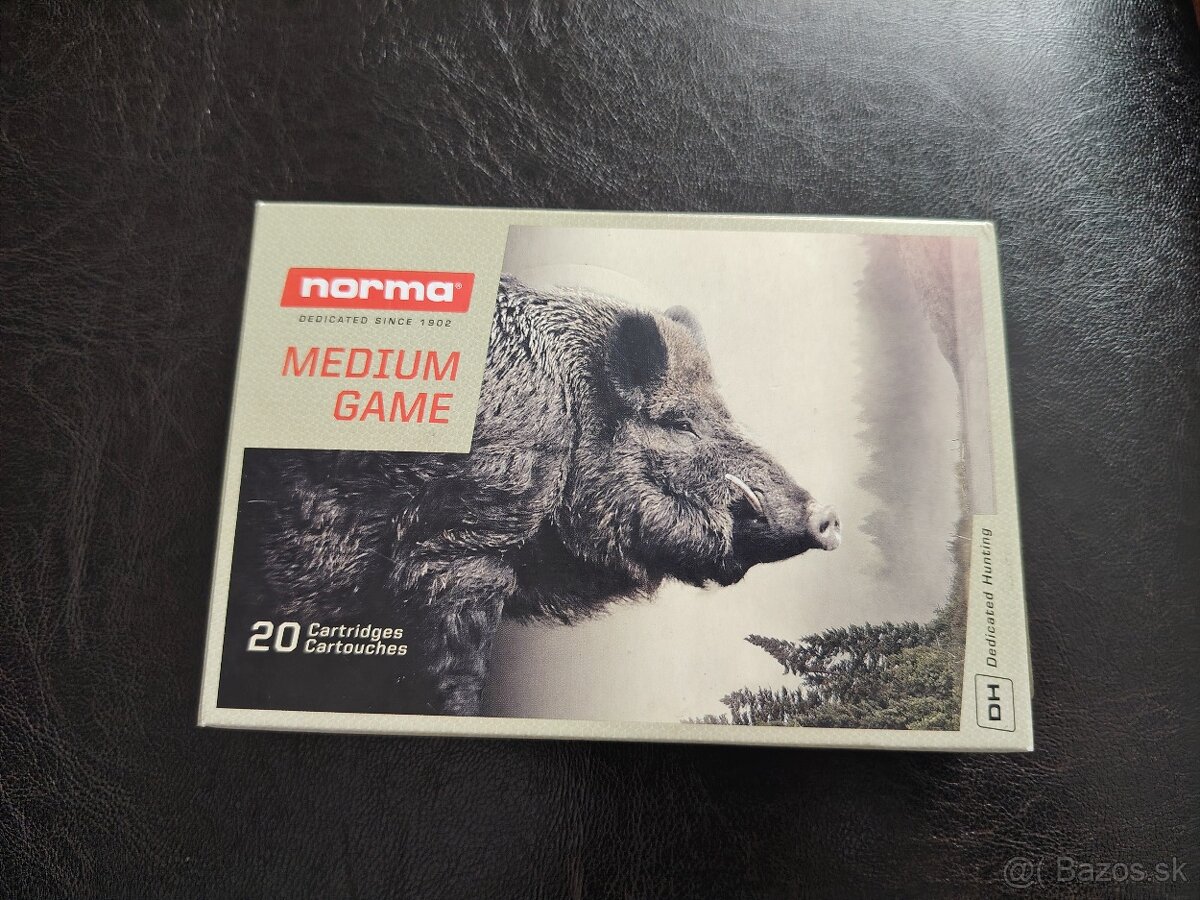 norma®
DEDICATED SINCE 1902
MEDIUM
GAME
20 Cartridges
Cartouches
DH Dedicated Hunting
@( Bazos.sk